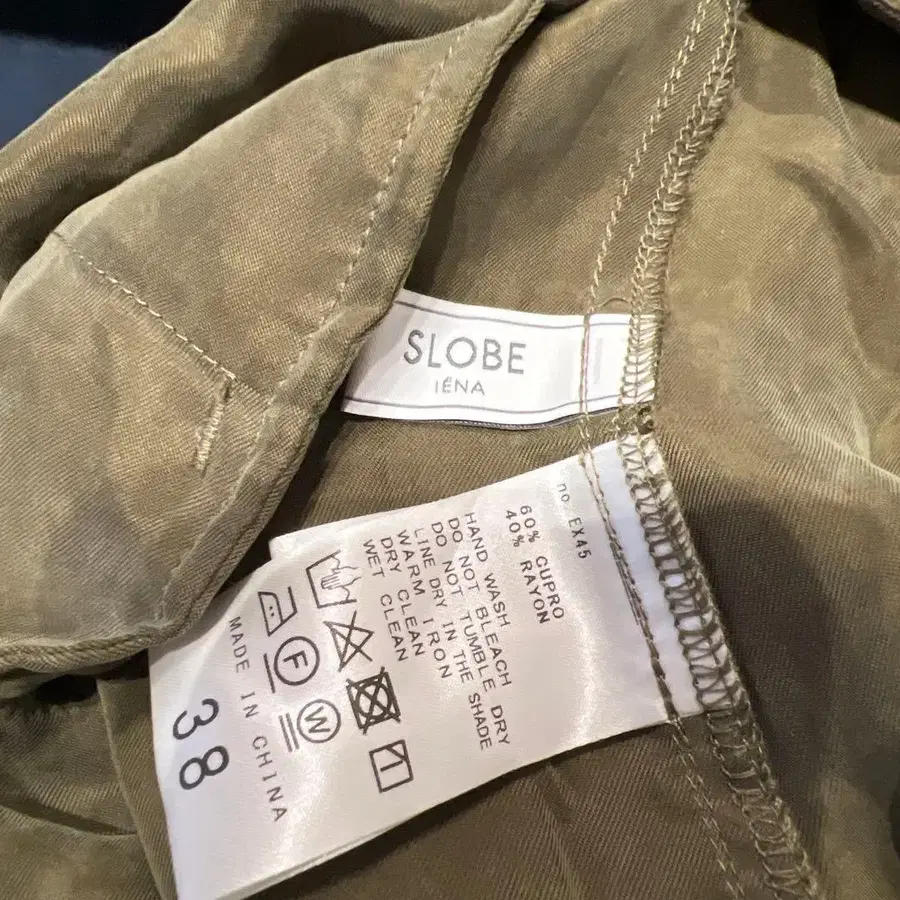 SLOBE
IÉNA
no. EX45
60% CUPRO
40% RAYON
HAND WASH
DO NOT BLEACH
DO NOT TUMBLE DRY
LINE DRY IN THE SHADE
WARM IRON
DRY CLEAN
WET CLEAN
F
W
MADE IN CHINA
38